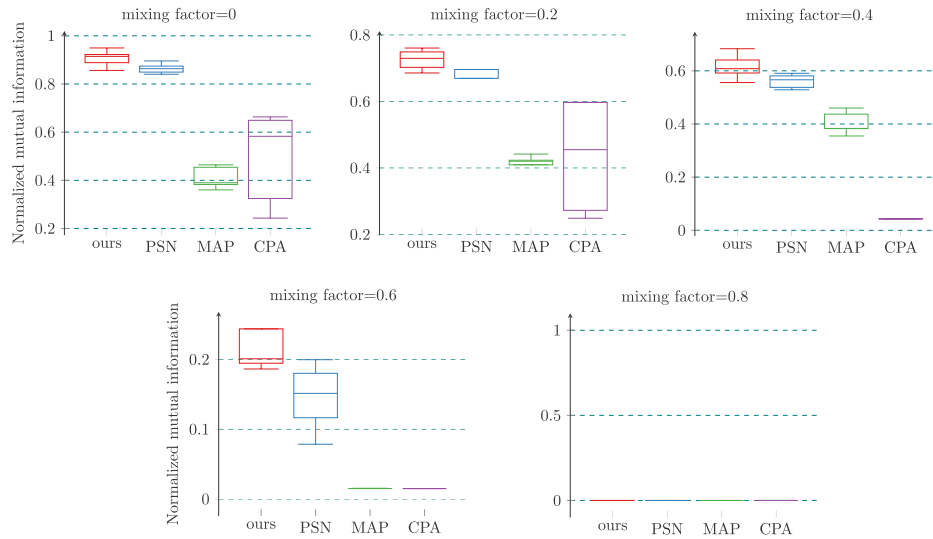 mixing factor=0
mixing factor=0.2
mixing factor=0.4
Normalized mutual information
1
0.8
0.6
0.4
0.2
ours PSN MAP CPA
0.8
0.6
0.4
0.2
ours PSN MAP CPA
0.6
0.4
0.2
0
ours PSN MAP CPA
mixing factor=0.6
mixing factor=0.8
Normalized mutual information
0.2
0.1
0
ours PSN MAP CPA
1
0.5
0
ours PSN MAP CPA